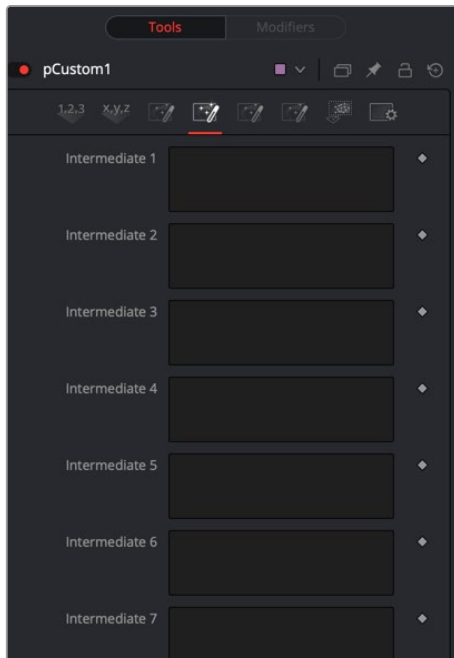 Tools Modifiers
pCustom1
1,2,3 x,y,z
Intermediate 1
Intermediate 2
Intermediate 3
Intermediate 4
Intermediate 5
Intermediate 6
Intermediate 7